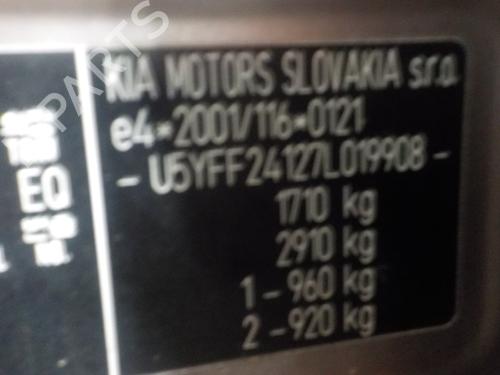 PARTS
KIA MOTORS SLOVAKIA s.r.o.
e4*2001/116*0121
- U5YFF24127L019908 -
1710 kg
2910 kg
1 - 960 kg
2 - 920 kg
EQ